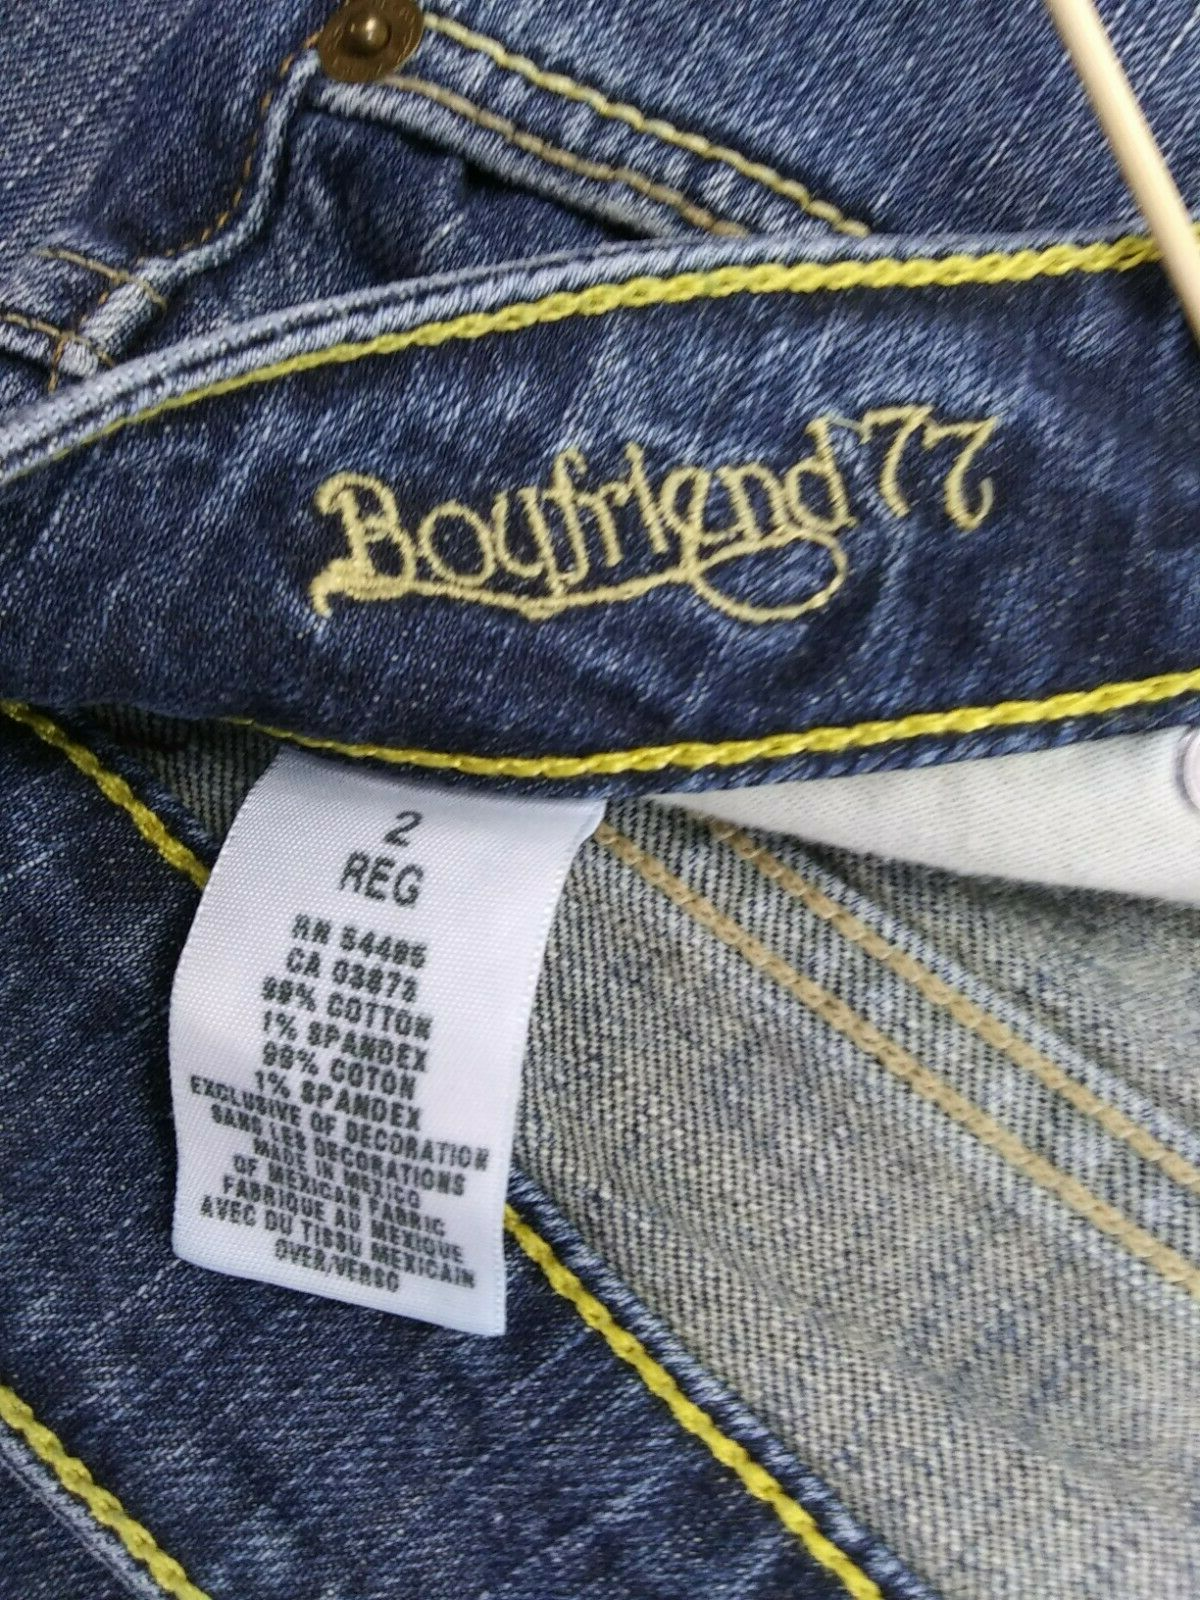 Boyfriend '77
2
REG
RN 54485
CA 03873
99% COTTON
1% SPANDEX
99% COTON
1% SPANDEX
EXCLUSIVE OF DECORATION
SANS LES DECORATIONS
MADE IN MEXICO
OF MEXICAN FABRIC
FABRIQUE AU MEXIQUE
AVEC DU TISSU MEXICAIN
OVER/VERSO